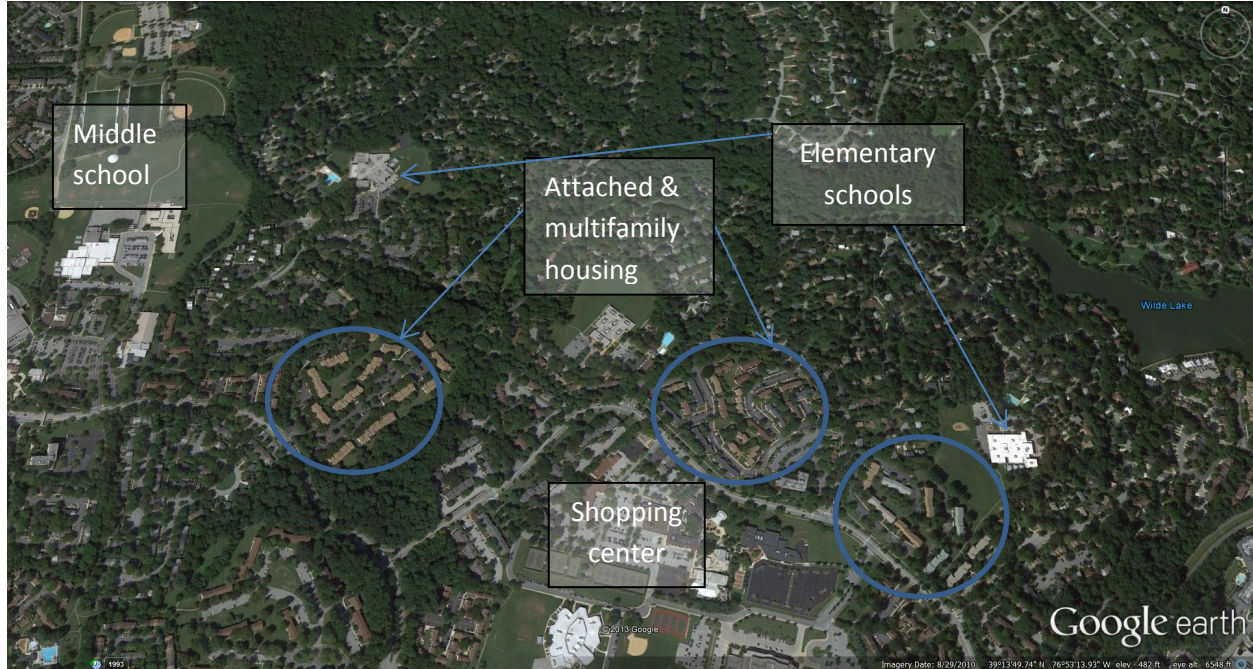 N
Middle
school
Attached &
multifamily
housing
Elementary
schools
Wilde Lake
Shopping
center
© 2013 Google
Google earth
1993
Imagery Date: 8/29/2010 39°13'49.74" N 76°53'13.93" W elev 482 ft eye alt 6548 ft